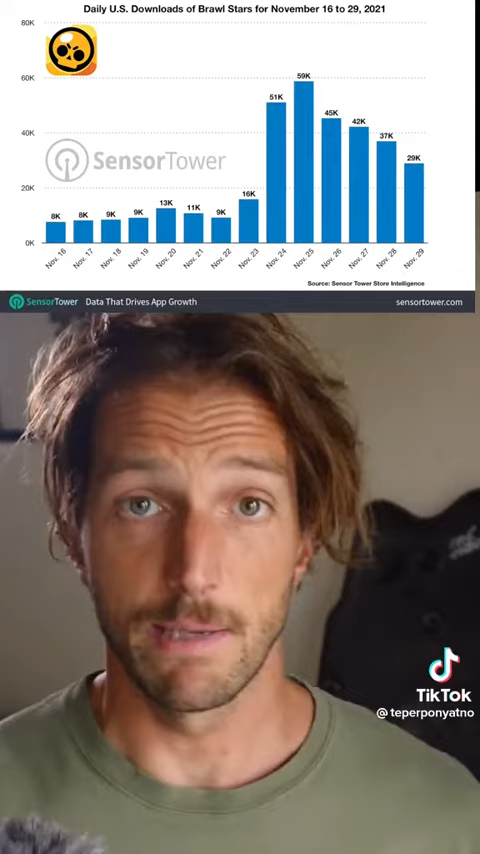 Daily U.S. Downloads of Brawl Stars for November 16 to 29, 2021
80K
60K
40K
20K
0K
8K
8K
9K
9K
13K
11K
9K
16K
51K
59K
45K
42K
37K
29K
SensorTower
Nov. 16
Nov. 17
Nov. 18
Nov. 19
Nov. 20
Nov. 21
Nov. 22
Nov. 23
Nov. 24
Nov. 25
Nov. 26
Nov. 27
Nov. 28
Nov. 29
Source: Sensor Tower Store Intelligence
SensorTower Data That Drives App Growth sensortower.com
TikTok
@teperponyatno